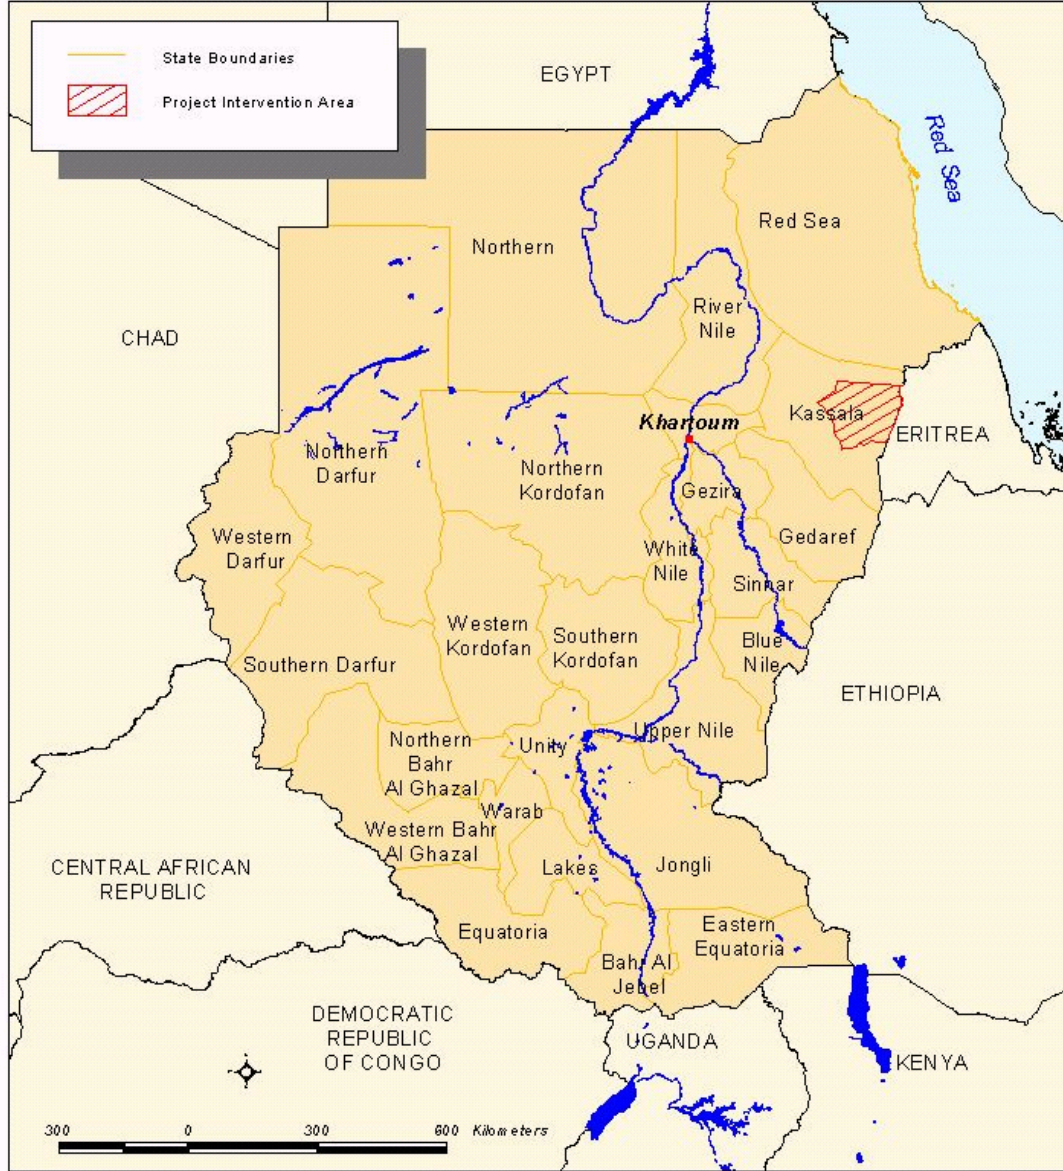 State Boundaries
Project Intervention Area
EGYPT
Red Sea
Red Sea
Northern
River
Nile
CHAD
Kassala
Khartoum
ERITREA
Northern
Darfur
Northern
Kordofan
Gezira
Western
Darfur
White
Nile
Gedaref
Sinnar
Western
Kordofan
Southern
Kordofan
Blue
Nile
Southern Darfur
ETHIOPIA
Northern
Bahr
Al Ghazal
Unity
Upper Nile
Warab
Western Bahr
Al Ghazal
Lakes
Jongli
CENTRAL AFRICAN
REPUBLIC
Equatoria
Eastern
Equatoria
Bahr Al
Jebel
DEMOCRATIC
REPUBLIC
OF CONGO
UGANDA
KENYA
300 0 300 600 Kilometers